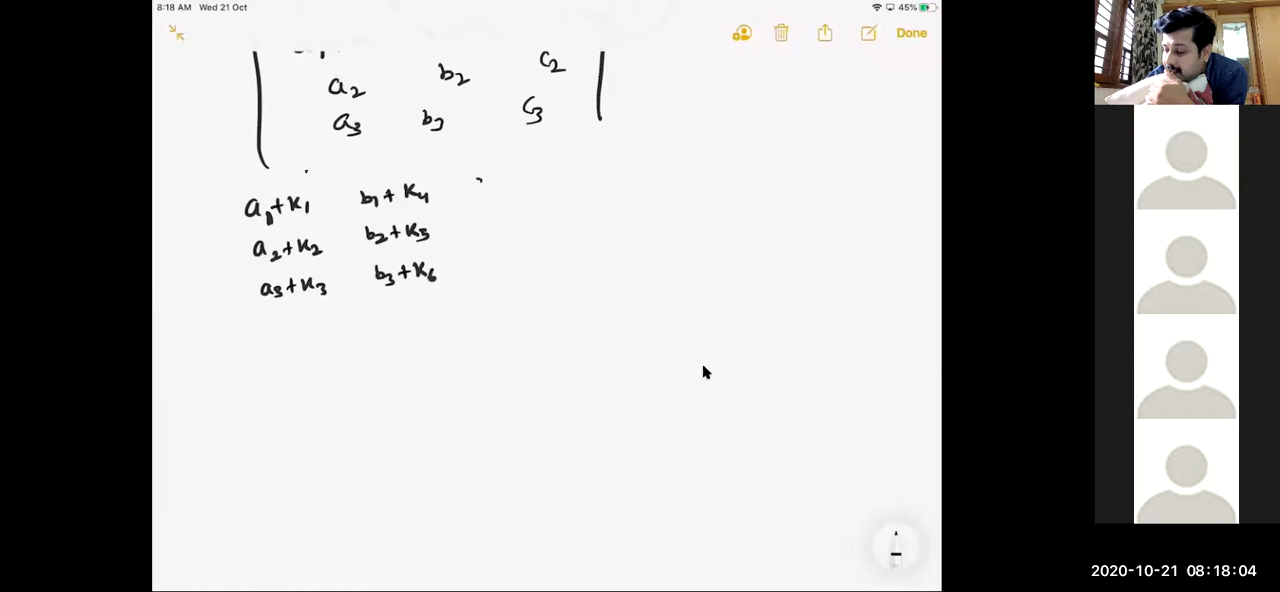 8:18 AM Wed 21 Oct
45%
Done
a2 b2 c2
a3 b3 c3
a1+k1 b1+k4
a2+k2 b2+k5
a3+k3 b3+k6
2020-10-21 08:18:04